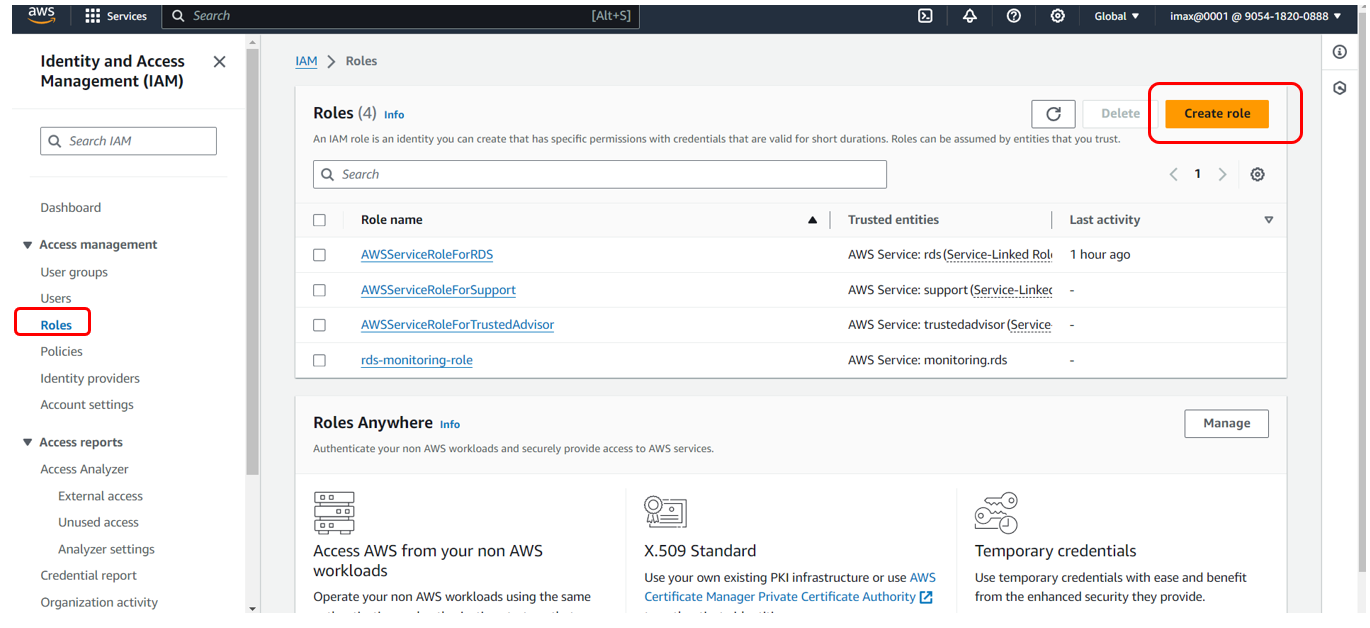 aws
Services
Search
[Alt+S]
Global ▼
imax@0001 @ 9054-1820-0888 ▼
Identity and Access
Management (IAM)
Search IAM
Dashboard
Access management
User groups
Users
Roles
Policies
Identity providers
Account settings
Access reports
Access Analyzer
External access
Unused access
Analyzer settings
Credential report
Organization activity
IAM > Roles
Roles (4) Info
Delete
Create role
An IAM role is an identity you can create that has specific permissions with credentials that are valid for short durations. Roles can be assumed by entities that you trust.
Search
1
Role name
Trusted entities
Last activity
AWSServiceRoleForRDS
AWS Service: rds (Service-Linked Role
1 hour ago
AWSServiceRoleForSupport
AWS Service: support (Service-Linked
-
AWSServiceRoleForTrustedAdvisor
AWS Service: trustedadvisor (Service-
-
rds-monitoring-role
AWS Service: monitoring.rds
-
Roles Anywhere Info
Manage
Authenticate your non AWS workloads and securely provide access to AWS services.
Access AWS from your non AWS
workloads
Operate your non AWS workloads using the same
X.509 Standard
Use your own existing PKI infrastructure or use AWS
Certificate Manager Private Certificate Authority
Temporary credentials
Use temporary credentials with ease and benefit
from the enhanced security they provide.